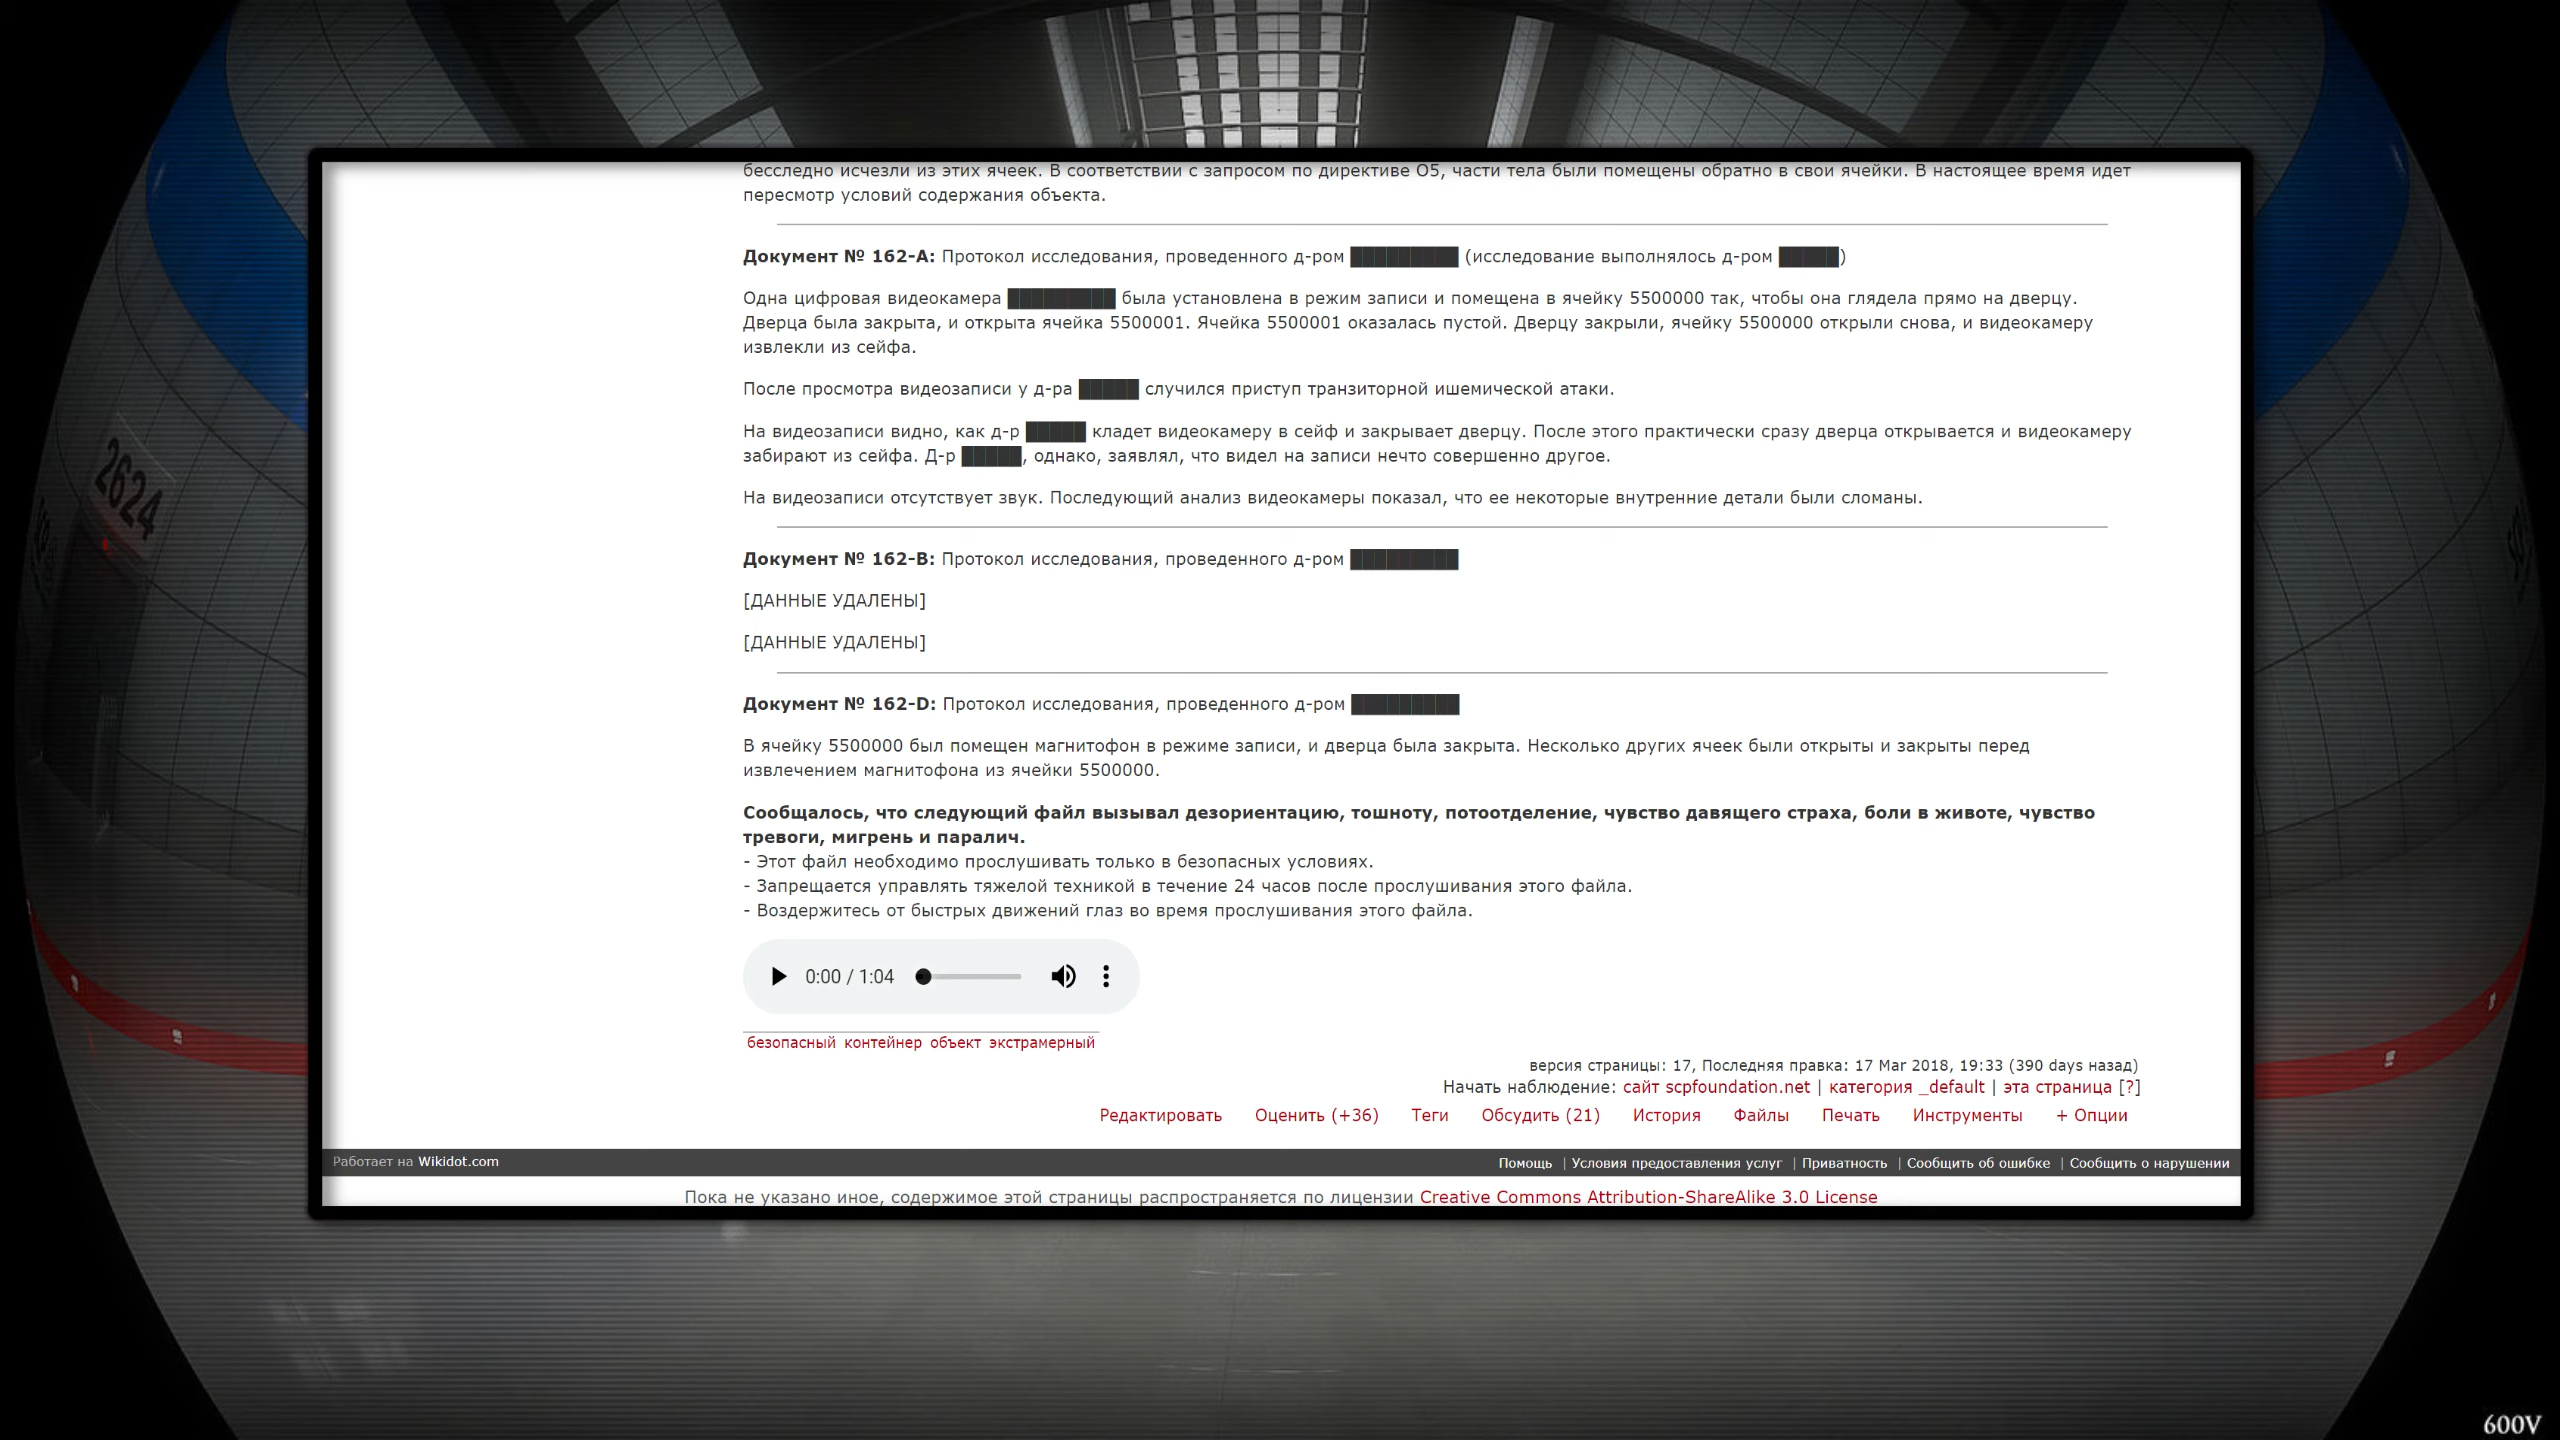 бесследно исчезли из этих ячеек. В соответствии с запросом по директиве О5, части тела были помещены обратно в свои ячейки. В настоящее время идет
пересмотр условий содержания объекта.
Документ № 162-A: Протокол исследования, проведенного д-ром █████████ (исследование выполнялось д-ром █████)
Одна цифровая видеокамера █████████ была установлена в режим записи и помещена в ячейку 5500000 так, чтобы она глядела прямо на дверцу.
Дверца была закрыта, и открыта ячейка 5500001. Ячейка 5500001 оказалась пустой. Дверцу закрыли, ячейку 5500000 открыли снова, и видеокамеру
извлекли из сейфа.
После просмотра видеозаписи у д-ра █████ случился приступ транзиторной ишемической атаки.
На видеозаписи видно, как д-р █████ кладет видеокамеру в сейф и закрывает дверцу. После этого практически сразу дверца открывается и видеокамеру
забирают из сейфа. Д-р █████, однако, заявлял, что видел на записи нечто совершенно другое.
На видеозаписи отсутствует звук. Последующий анализ видеокамеры показал, что ее некоторые внутренние детали были сломаны.
Документ № 162-B: Протокол исследования, проведенного д-ром █████████
[ДАННЫЕ УДАЛЕНЫ]
[ДАННЫЕ УДАЛЕНЫ]
Документ № 162-D: Протокол исследования, проведенного д-ром █████████
В ячейку 5500000 был помещен магнитофон в режиме записи, и дверца была закрыта. Несколько других ячеек были открыты и закрыты перед
извлечением магнитофона из ячейки 5500000.
Сообщалось, что следующий файл вызывал дезориентацию, тошноту, потоотделение, чувство давящего страха, боли в животе, чувство
тревоги, мигрень и паралич.
- Этот файл необходимо прослушивать только в безопасных условиях.
- Запрещается управлять тяжелой техникой в течение 24 часов после прослушивания этого файла.
- Воздержитесь от быстрых движений глаз во время прослушивания этого файла.
0:00 / 1:04
безопасный контейнер объект экстрамерный
версия страницы: 17, Последняя правка: 17 Mar 2018, 19:33 (390 days назад)
Начать наблюдение: сайт scpfoundation.net | категория _default | эта страница [?]
Редактировать Оценить (+36) Теги Обсудить (21) История Файлы Печать Инструменты + Опции
Работает на Wikidot.com
Помощь | Условия предоставления услуг | Приватность | Сообщить об ошибке | Сообщить о нарушении
Пока не указано иное, содержимое этой страницы распространяется по лицензии Creative Commons Attribution-ShareAlike 3.0 License
2624
600V